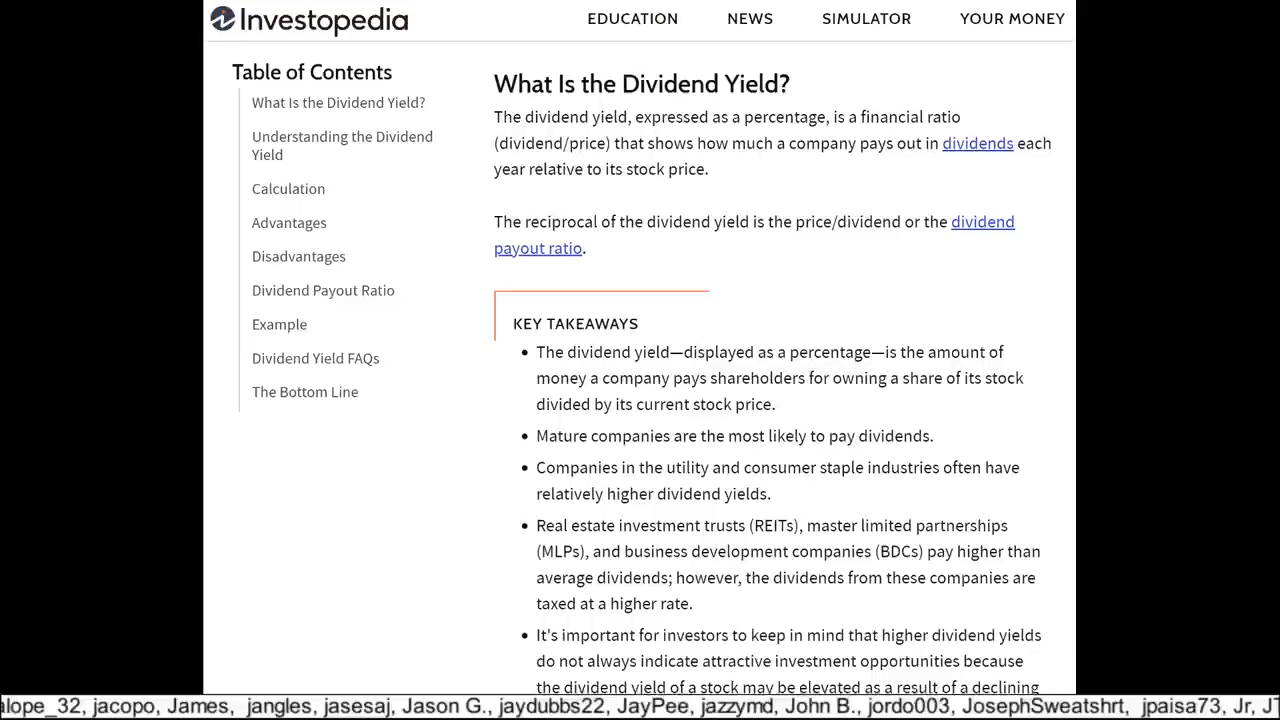 Investopedia
EDUCATION NEWS SIMULATOR YOUR MONEY
Table of Contents
What Is the Dividend Yield?
Understanding the Dividend
Yield
Calculation
Advantages
Disadvantages
Dividend Payout Ratio
Example
Dividend Yield FAQs
The Bottom Line
What Is the Dividend Yield?
The dividend yield, expressed as a percentage, is a financial ratio
(dividend/price) that shows how much a company pays out in dividends each
year relative to its stock price.
The reciprocal of the dividend yield is the price/dividend or the dividend
payout ratio.
KEY TAKEAWAYS
• The dividend yield—displayed as a percentage—is the amount of
money a company pays shareholders for owning a share of its stock
divided by its current stock price.
• Mature companies are the most likely to pay dividends.
• Companies in the utility and consumer staple industries often have
relatively higher dividend yields.
• Real estate investment trusts (REITs), master limited partnerships
(MLPs), and business development companies (BDCs) pay higher than
average dividends; however, the dividends from these companies are
taxed at a higher rate.
• It's important for investors to keep in mind that higher dividend yields
do not always indicate attractive investment opportunities because
the dividend yield of a stock may be elevated as a result of a declining
alope_32, jacopo, James, jangles, jasesaj, Jason G., jaydubbs22, JayPee, jazzymd, John B., jordo003, JosephSweatshrt, jpaisa73, Jr,